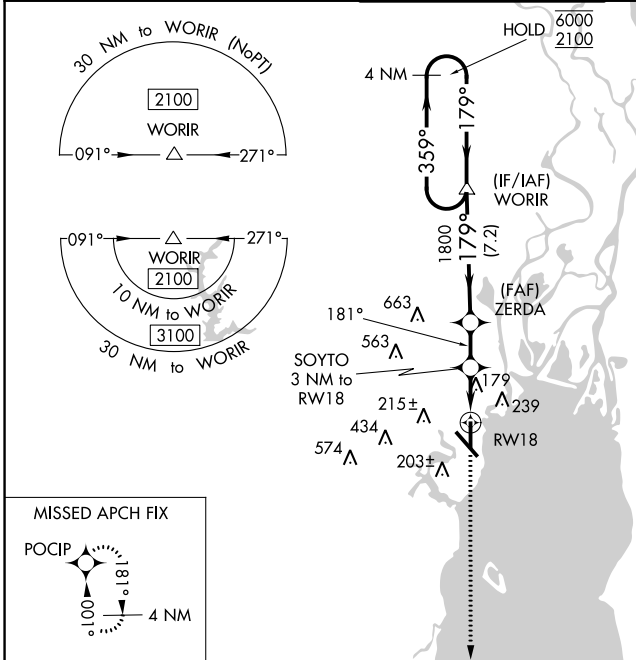 30 NM to WORIR (NoPT)
2100
WORIR
091°
271°
091°
271°
WORIR
2100
10 NM to WORIR
3100
30 NM to WORIR
HOLD
6000
2100
4 NM
359°
179°
(IF/IAF)
WORIR
1800
179°
(7.2)
(FAF)
ZERDA
181°
663
563
SOYTO
3 NM to
RW18
179
239
215±
434
574
203±
RW18
MISSED APCH FIX
POCIP
181°
001°
4 NM